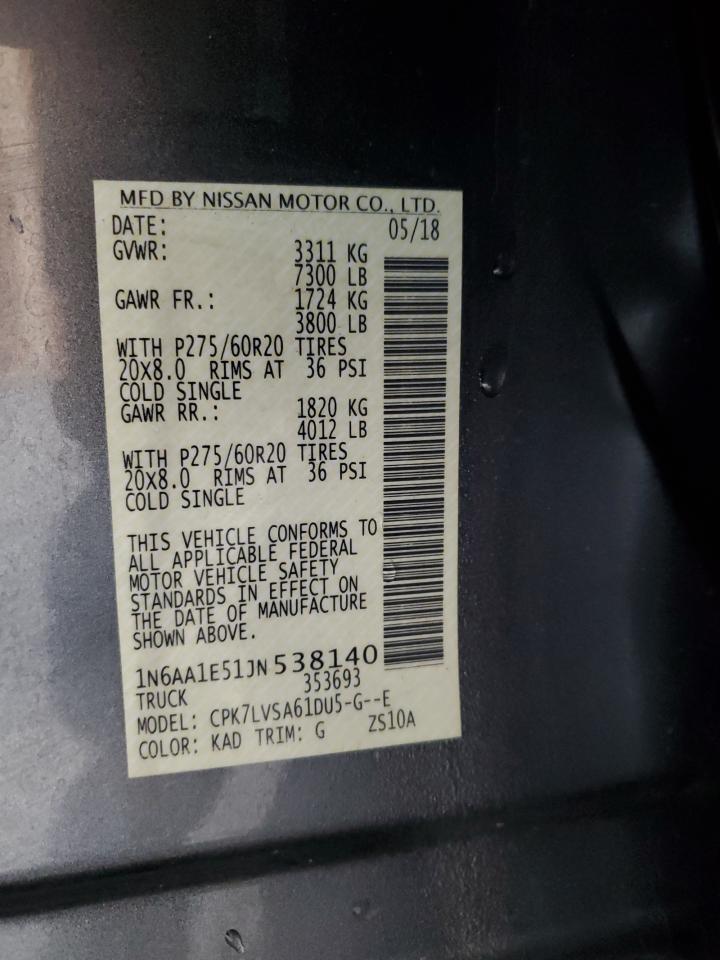 MFD BY NISSAN MOTOR CO., LTD.
DATE: 05/18
GVWR: 3311 KG
7300 LB
GAWR FR.: 1724 KG
3800 LB
WITH P275/60R20 TIRES
20X8.0 RIMS AT 36 PSI
COLD SINGLE
GAWR RR.: 1820 KG
4012 LB
WITH P275/60R20 TIRES
20X8.0 RIMS AT 36 PSI
COLD SINGLE
THIS VEHICLE CONFORMS TO
ALL APPLICABLE FEDERAL
MOTOR VEHICLE SAFETY
STANDARDS IN EFFECT ON
THE DATE OF MANUFACTURE
SHOWN ABOVE.
1N6AA1E51JN538140
TRUCK 353693
MODEL: CPK7LVSA61DU5-G--E
COLOR: KAD TRIM: G ZS10A